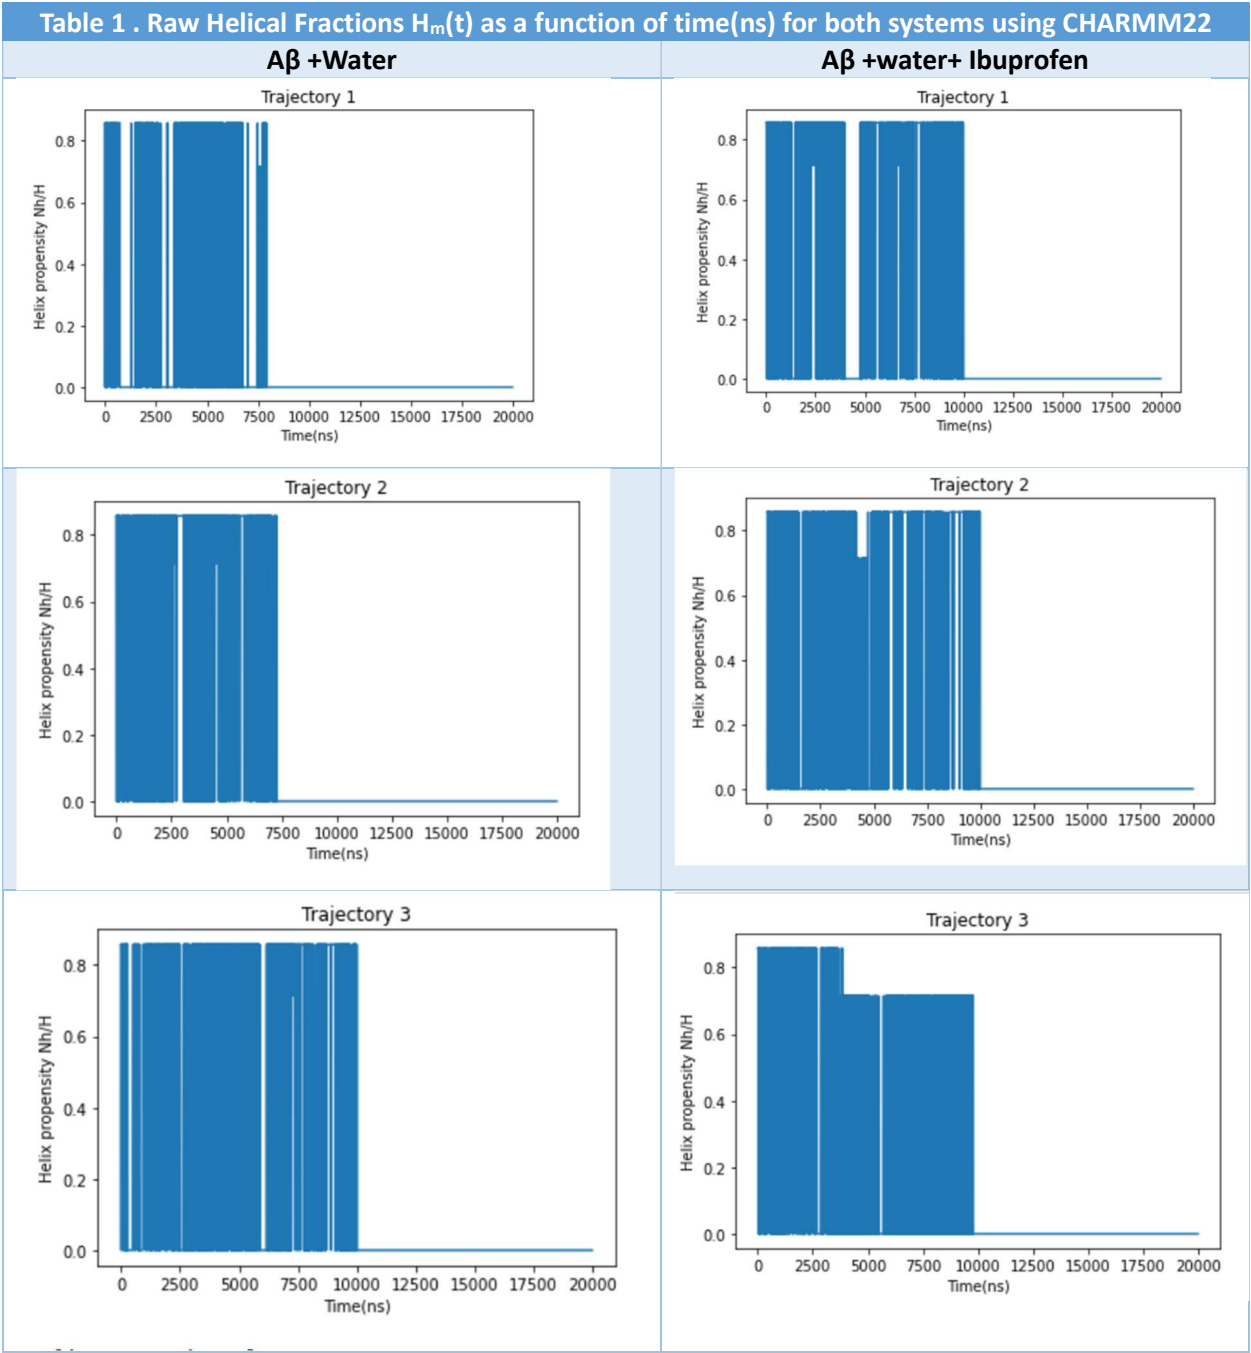 Table 1 . Raw Helical Fractions Hₘ(t) as a function of time(ns) for both systems using CHARMM22
Aβ +Water
Aβ +water+ Ibuprofen
Trajectory 1
0.8
0.6
0.4
0.2
0.0
Helix propensity Nh/H
0 2500 5000 7500 10000 12500 15000 17500 20000
Time(ns)
Trajectory 1
0.8
0.6
0.4
0.2
0.0
Helix propensity Nh/H
0 2500 5000 7500 10000 12500 15000 17500 20000
Time(ns)
Trajectory 2
0.8
0.6
0.4
0.2
0.0
Helix propensity Nh/H
0 2500 5000 7500 10000 12500 15000 17500 20000
Time(ns)
Trajectory 2
0.8
0.6
0.4
0.2
0.0
Helix propensity Nh/H
0 2500 5000 7500 10000 12500 15000 17500 20000
Time(ns)
Trajectory 3
0.8
0.6
0.4
0.2
0.0
Helix propensity Nh/H
0 2500 5000 7500 10000 12500 15000 17500 20000
Time(ns)
Trajectory 3
0.8
0.6
0.4
0.2
0.0
Helix propensity Nh/H
0 2500 5000 7500 10000 12500 15000 17500 20000
Time(ns)